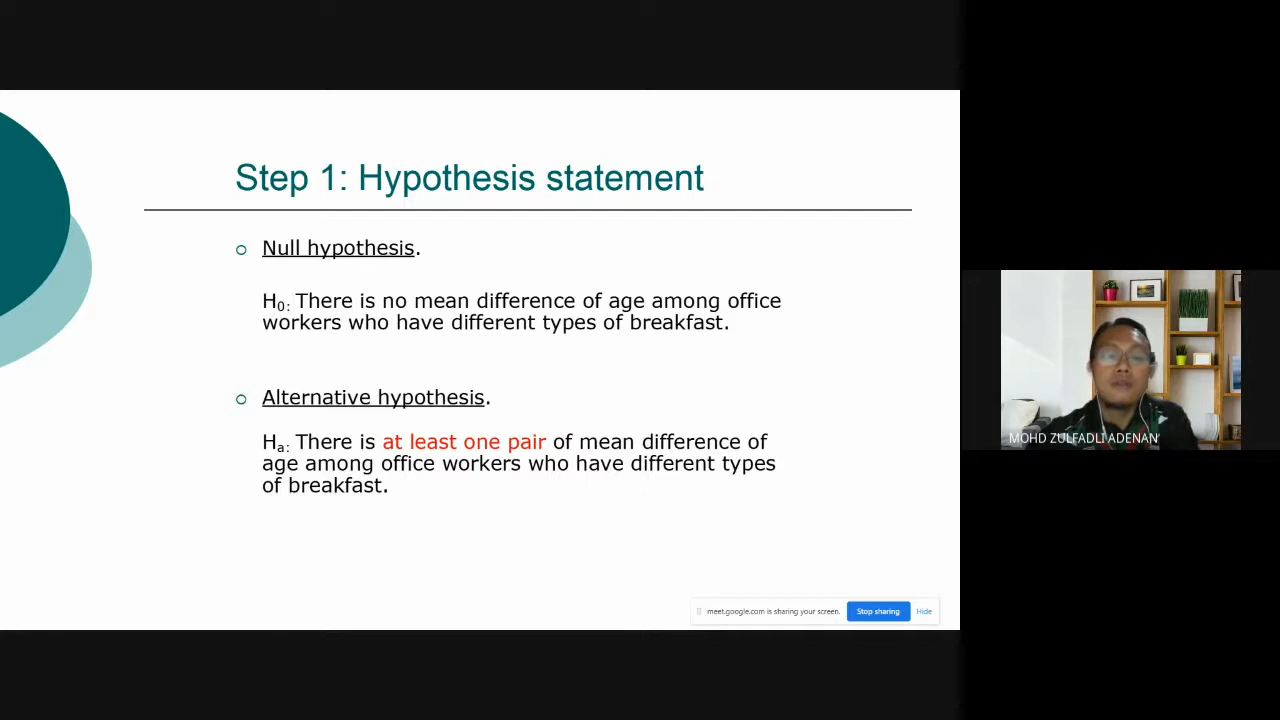 Step 1: Hypothesis statement
Null hypothesis.
H0: There is no mean difference of age among office
workers who have different types of breakfast.
Alternative hypothesis.
Ha: There is at least one pair of mean difference of
age among office workers who have different types
of breakfast.
meet.google.com is sharing your screen. Stop sharing Hide
MOHD ZULFADLI ADENAN